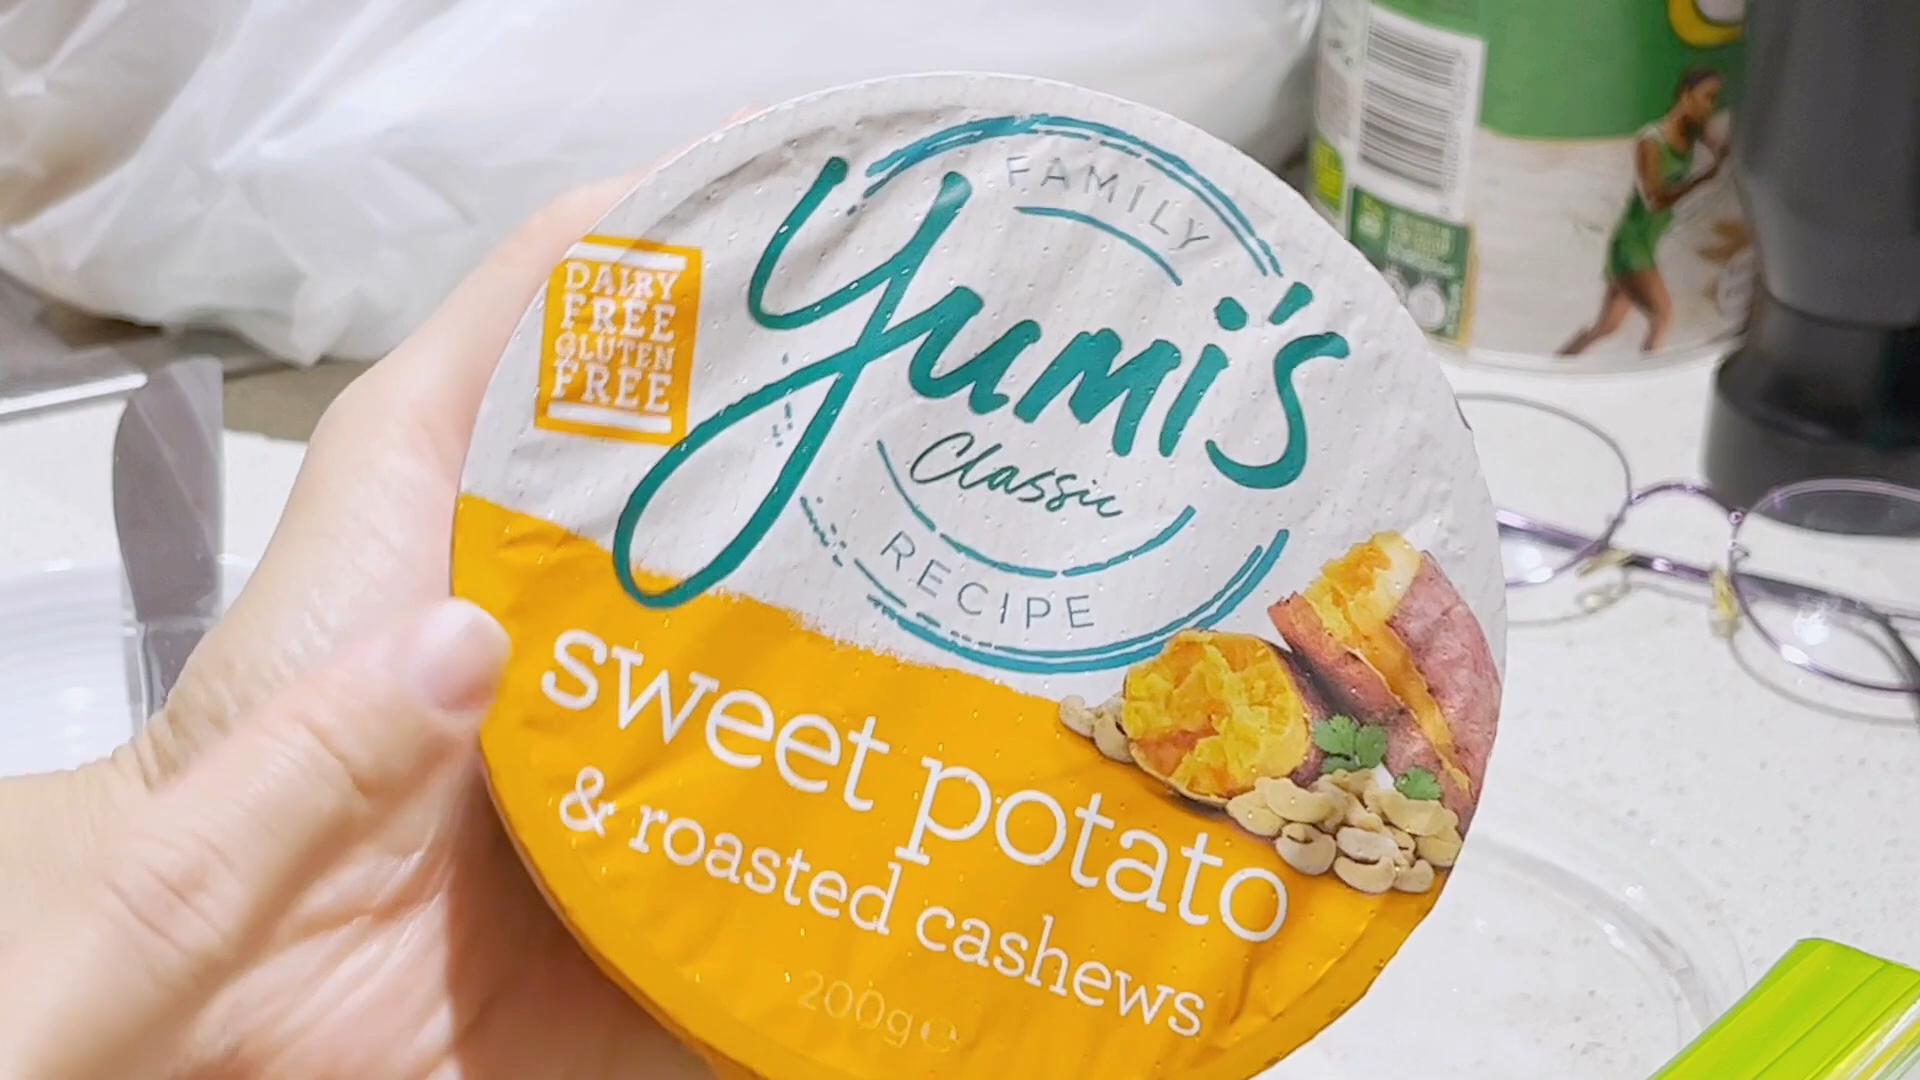 FAMILY
yumi's
Classic
RECIPE
DAIRY
FREE
GLUTEN
FREE
sweet potato
& roasted cashews
200g e